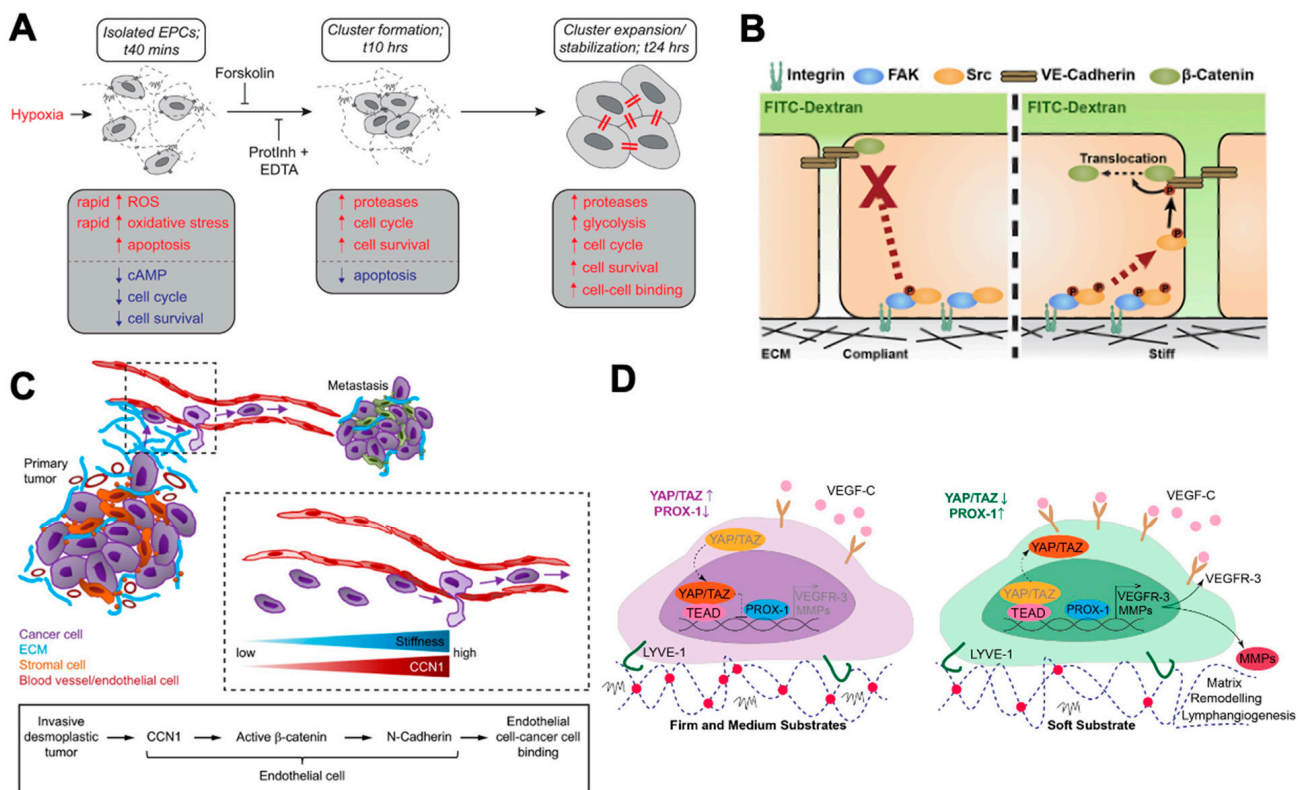 A
Isolated EPCs;
t40 mins
Cluster formation;
t10 hrs
Cluster expansion/
stabilization; t24 hrs
Hypoxia
Forskolin
ProtInh +
EDTA
rapid ↑ ROS
rapid ↑ oxidative stress
↑ apoptosis
↓ cAMP
↓ cell cycle
↓ cell survival
↑ proteases
↑ cell cycle
↑ cell survival
↓ apoptosis
↑ proteases
↑ glycolysis
↑ cell cycle
↑ cell survival
↑ cell-cell binding
B
Integrin FAK Src VE-Cadherin β-Catenin
FITC-Dextran
FITC-Dextran
X
Translocation
P
P
P
P
P
P
P
ECM
Compliant
Stiff
C
Metastasis
Primary
tumor
Cancer cell
ECM
Stromal cell
Blood vessel/endothelial cell
Stiffness
low
high
CCN1
Invasive
desmoplastic
tumor
CCN1
Active β-catenin
N-Cadherin
Endothelial
cell-cancer cell
binding
Endothelial cell
D
YAP/TAZ ↑
PROX-1↓
VEGF-C
YAP/TAZ
YAP/TAZ
TEAD
PROX-1
VEGFR-3
MMPs
LYVE-1
Firm and Medium Substrates
YAP/TAZ ↓
PROX-1↑
VEGF-C
YAP/TAZ
YAP/TAZ
TEAD
PROX-1
VEGFR-3
MMPs
VEGFR-3
LYVE-1
MMPs
Matrix
Remodelling
Lymphangiogenesis
Soft Substrate